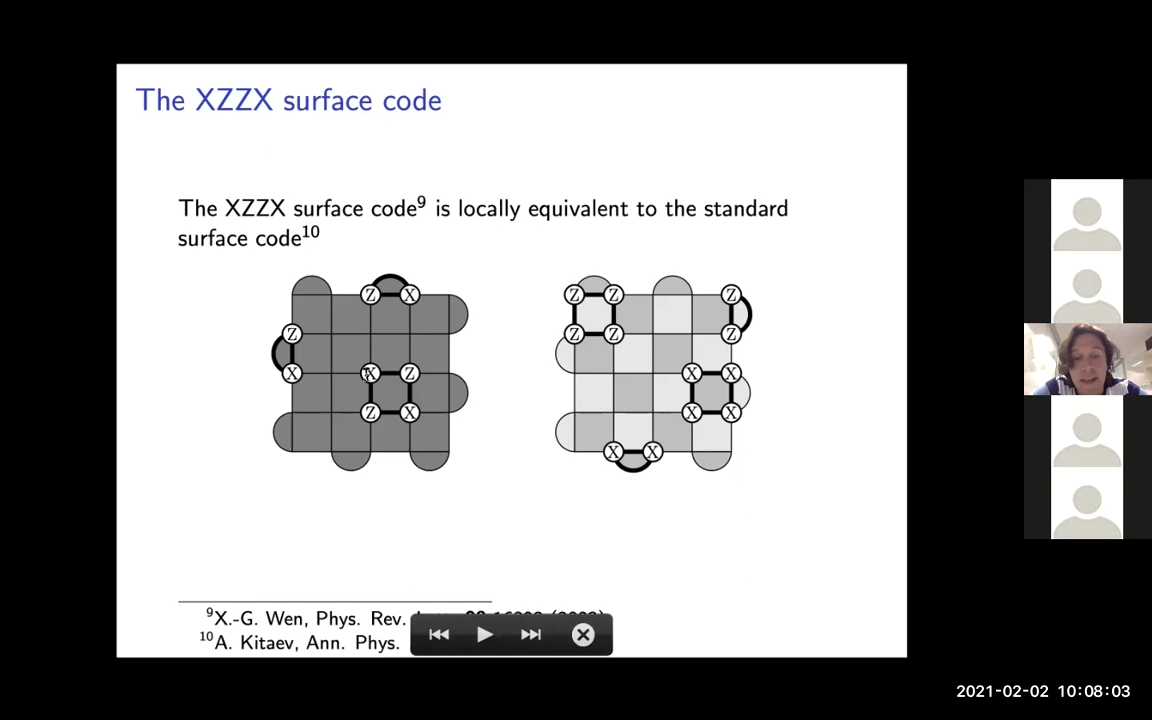 The XZZX surface code
The XZZX surface code⁹ is locally equivalent to the standard
surface code¹⁰
Z X
Z Z Z
Z
Z Z Z
X X Z X X
Z X X X
X X
⁹X.-G. Wen, Phys. Rev.
¹⁰A. Kitaev, Ann. Phys.
2021-02-02 10:08:03